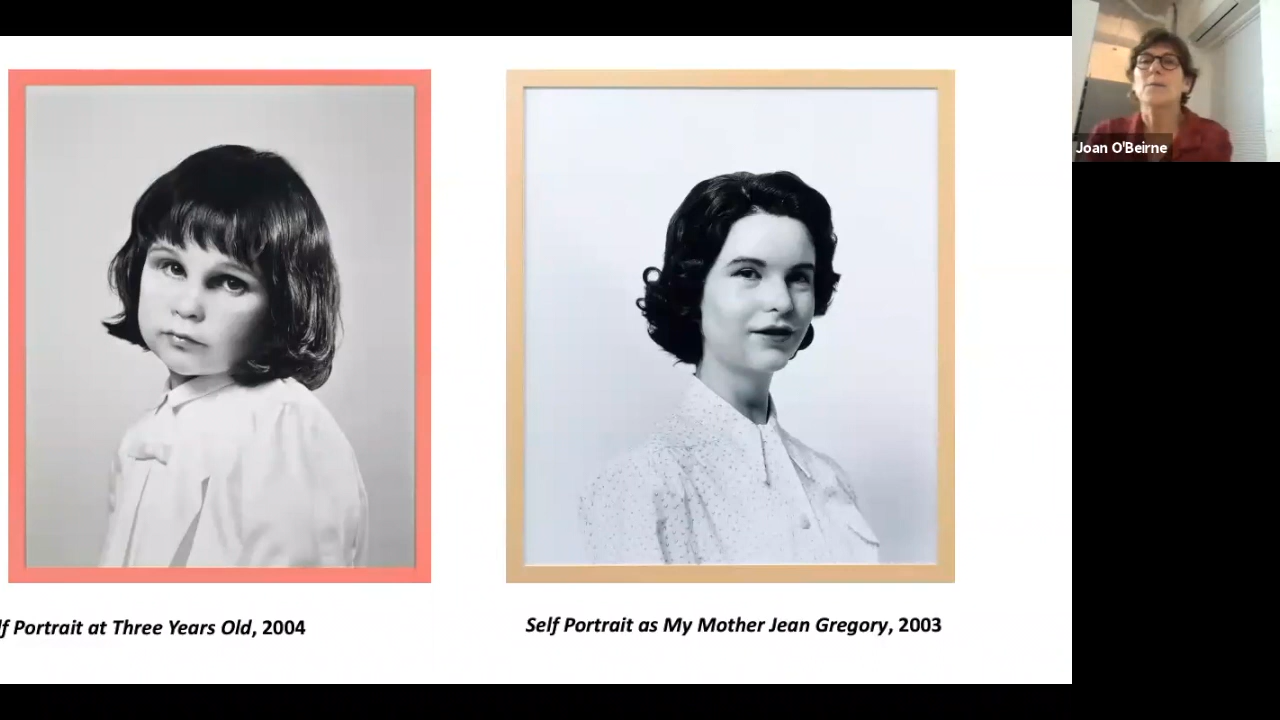 Joan O'Beirne
lf Portrait at Three Years Old, 2004
Self Portrait as My Mother Jean Gregory, 2003